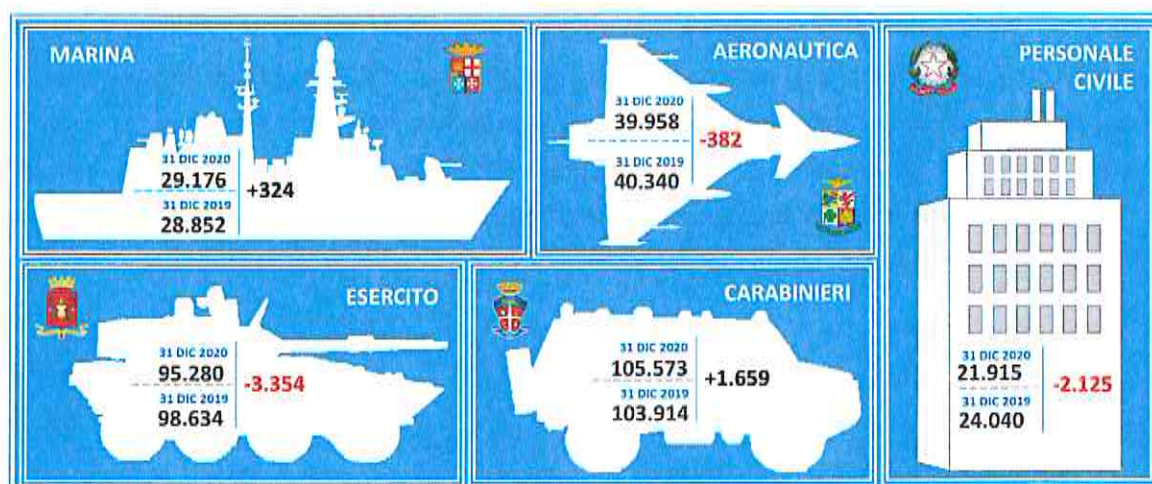 MARINA
31 DIC 2020
29.176
+324
31 DIC 2019
28.852
AERONAUTICA
31 DIC 2020
39.958
-382
31 DIC 2019
40.340
PERSONALE
CIVILE
31 DIC 2020
21.915
-2.125
31 DIC 2019
24.040
ESERCITO
31 DIC 2020
95.280
-3.354
31 DIC 2019
98.634
CARABINIERI
31 DIC 2020
105.573
+1.659
31 DIC 2019
103.914